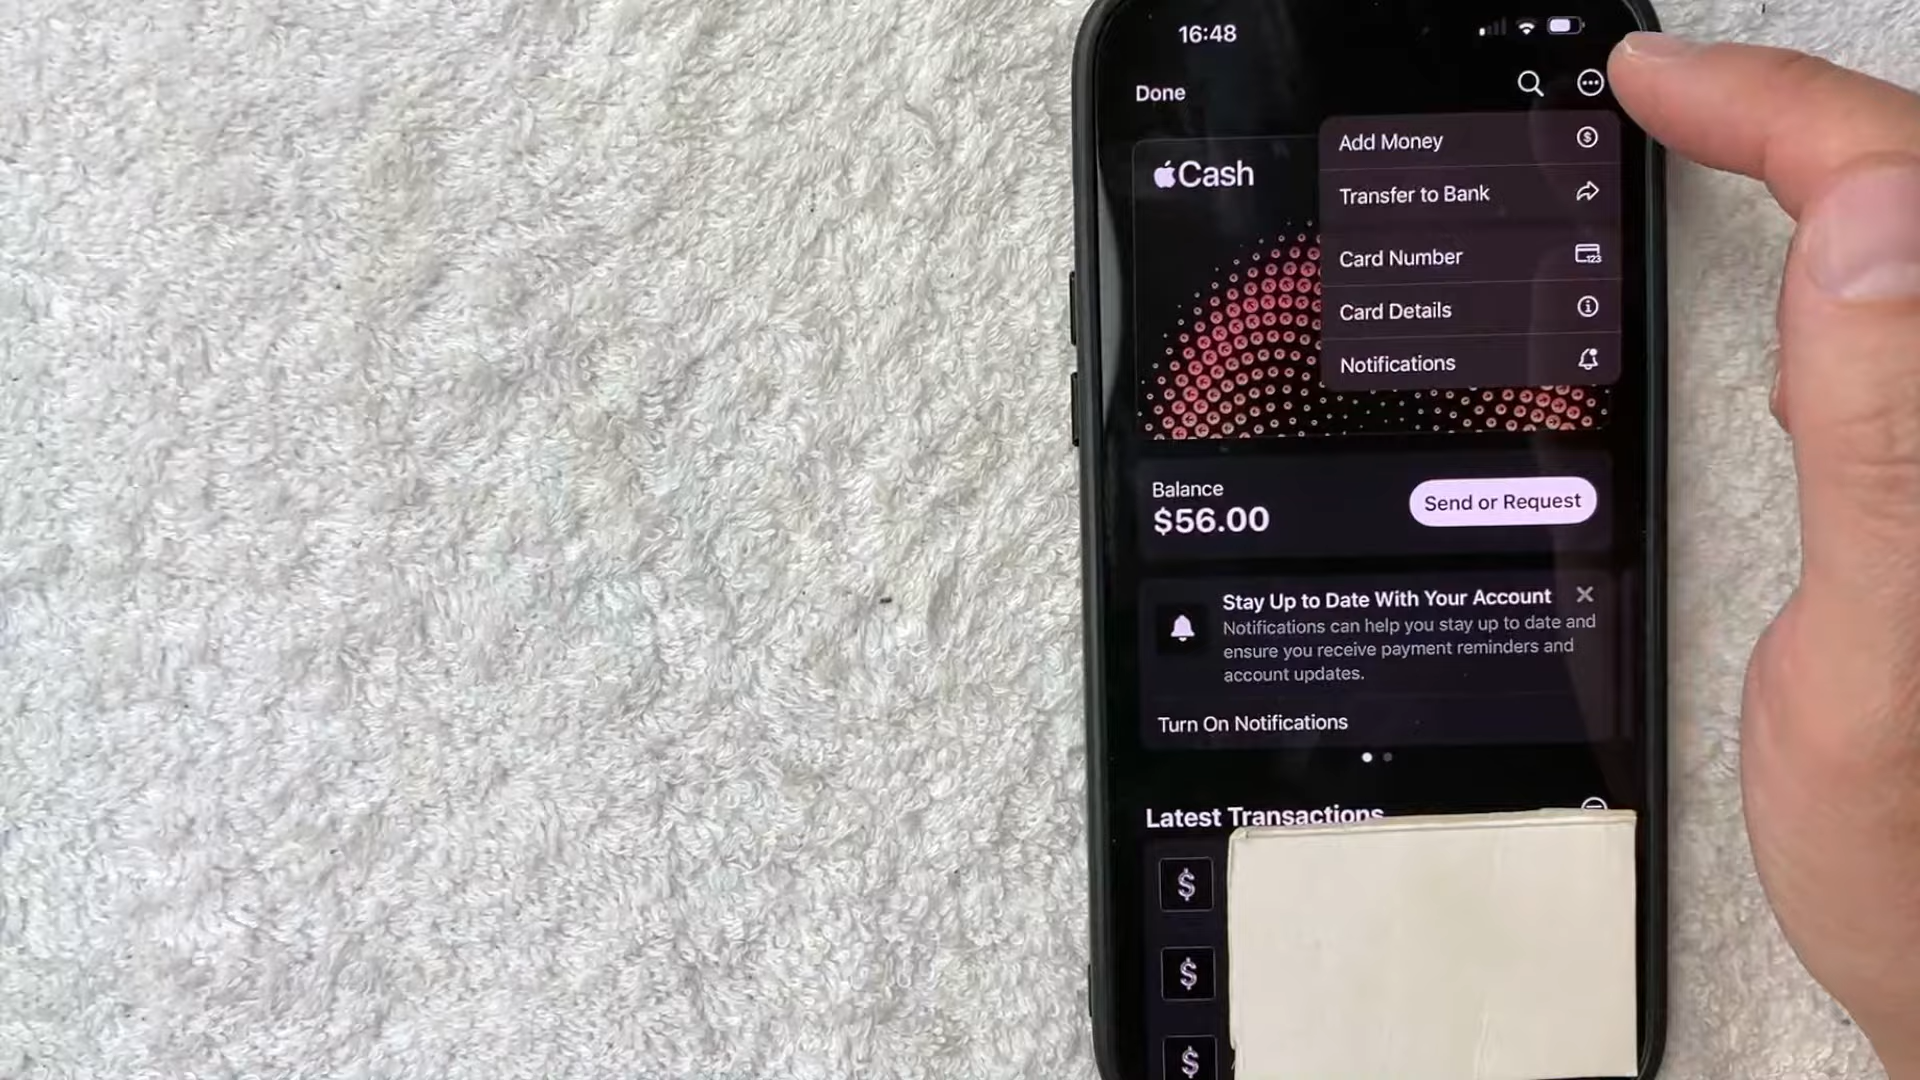 16:48
Done
Add Money
Cash
Transfer to Bank
Card Number
123
Card Details
Notifications
Balance
$56.00
Send or Request
Stay Up to Date With Your Account
Notifications can help you stay up to date and
ensure you receive payment reminders and
account updates.
Turn On Notifications
Latest Transactions
$
$
$